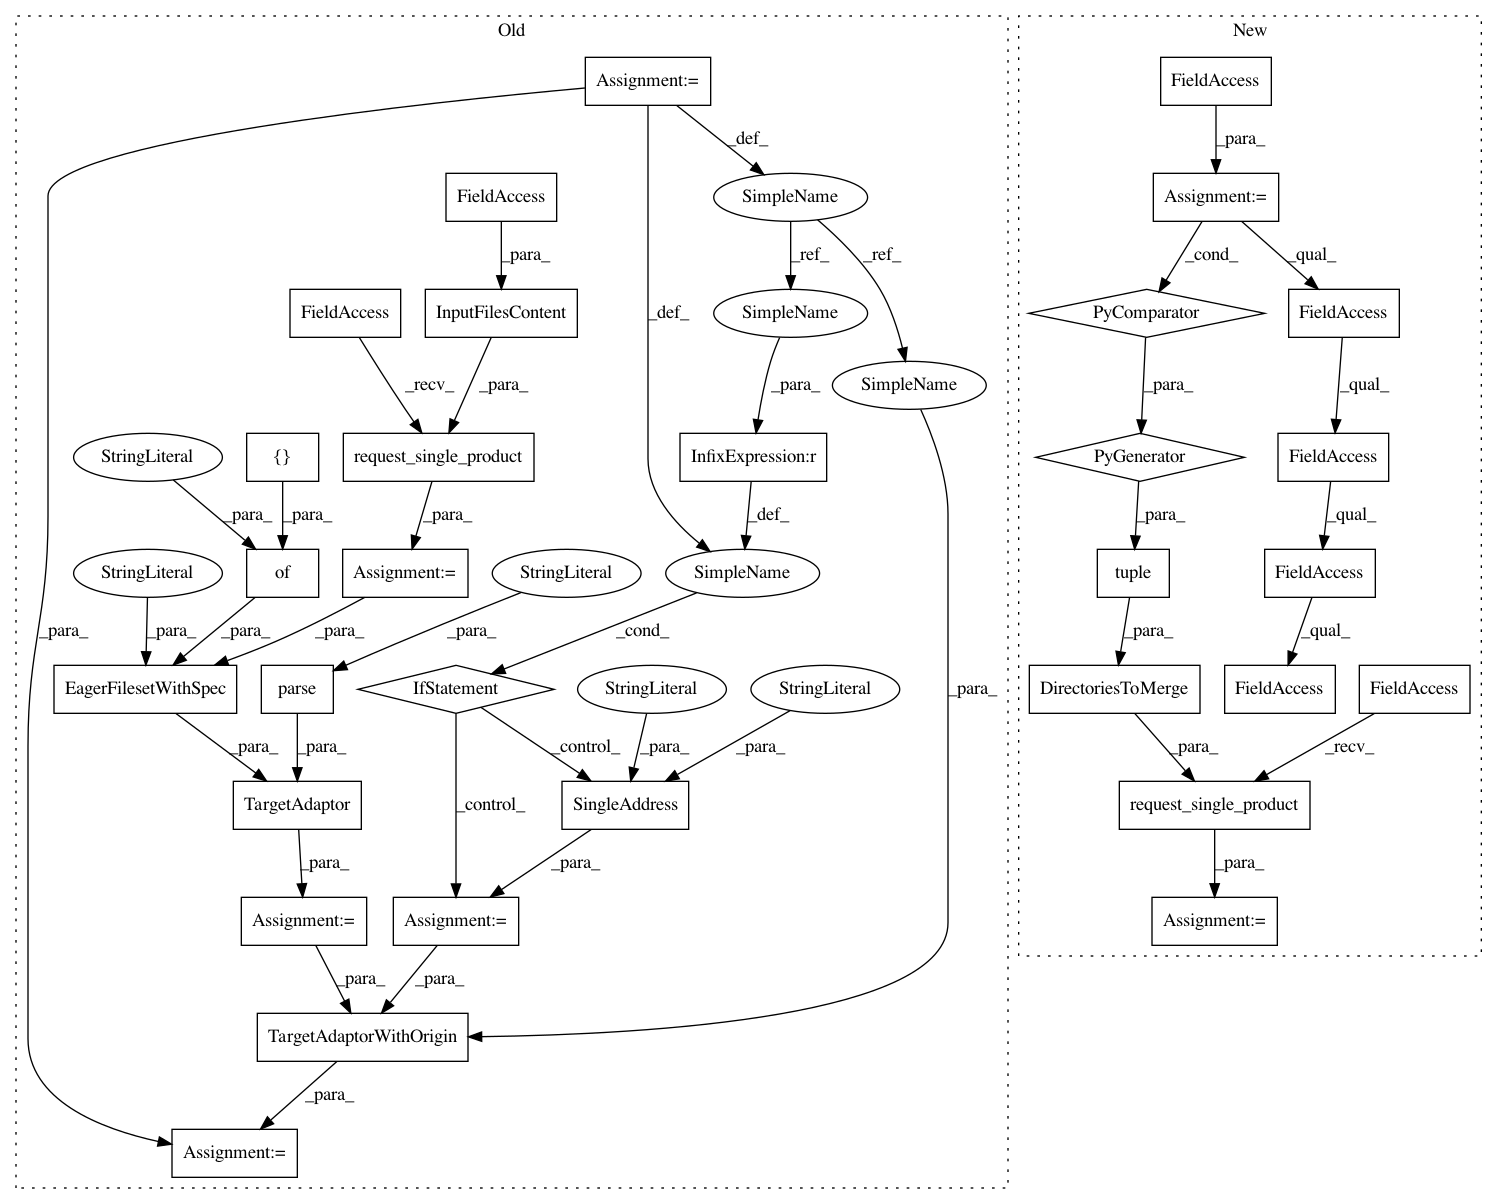 Old
New
Assignment:=
FieldAccess
_para_
_def_
FieldAccess
SimpleName
Assignment:=
_para_
_ref_
_ref_
_cond_
_qual_
FieldAccess
InputFilesContent
_def_
SimpleName
PyComparator
FieldAccess
_recv_
_para_
_para_
SimpleName
_para_
_qual_
StringLiteral
{}
request_single_product
InfixExpression:r
PyGenerator
FieldAccess
_para_
_para_
_para_
_def_
_para_
_qual_
StringLiteral
of
Assignment:=
StringLiteral
SimpleName
tuple
FieldAccess
_para_
_para_
_para_
_para_
_para_
_cond_
_para_
_qual_
EagerFilesetWithSpec
parse
IfStatement
StringLiteral
StringLiteral
_para_
DirectoriesToMerge
FieldAccess
FieldAccess
_para_
_para_
_control_
_para_
_para_
_para_
_recv_
TargetAdaptor
_control_
SingleAddress
request_single_product
_para_
_para_
_para_
Assignment:=
Assignment:=
Assignment:=
_para_
_para_
TargetAdaptorWithOrigin
_para_
Assignment:=